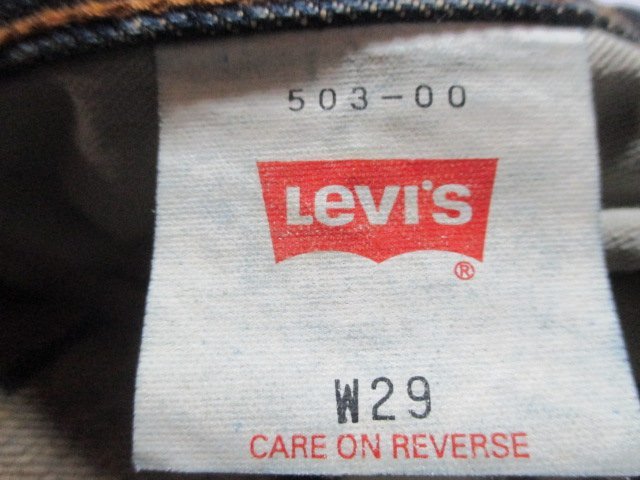 503-00
Levi's
®
W29
CARE ON REVERSE